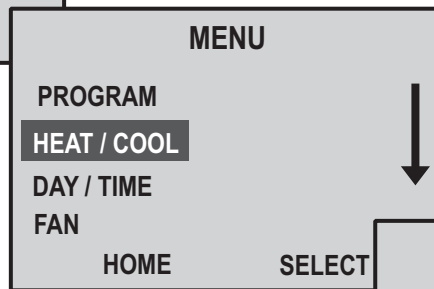 MENU
PROGRAM
HEAT / COOL
DAY / TIME
FAN
HOME SELECT